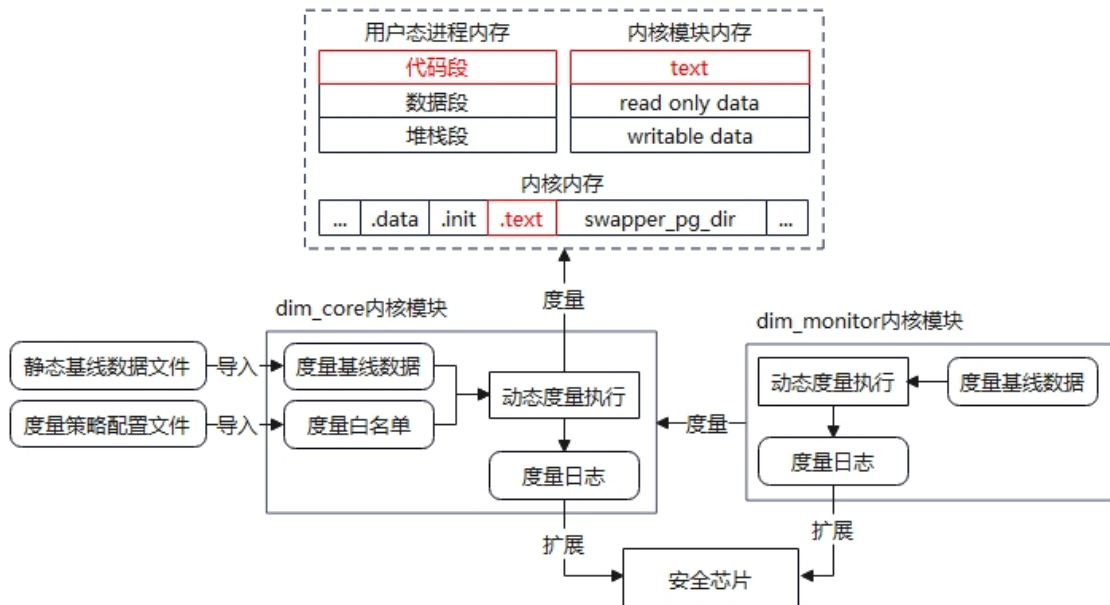 用户态进程内存
内核模块内存
代码段
text
数据段
read only data
堆栈段
writable data
内核内存
... .data .init .text swapper_pg_dir ...
度量
dim_core内核模块
dim_monitor内核模块
静态基线数据文件
导入
度量基线数据
动态度量执行
动态度量执行
度量基线数据
度量策略配置文件
导入
度量白名单
度量
度量日志
度量日志
扩展
扩展
安全芯片